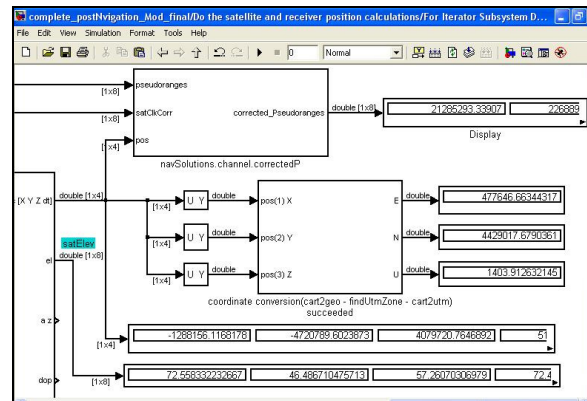 complete_postNvigation_Mod_final/Do the satellite and receiver position calculations/For Iterator Subsystem D...
File Edit View Simulation Format Tools Help
0 Normal
pseudoranges
[1x8]
satClkCorr corrected_Pseudoranges double [1x8] 21285293.33907 226889
[1x8]
Display
pos
[1x4]
navSolutions.channel.correctedP
[X Y Z dt] double [1x4] [1x4] U Y double pos(1) X E double 477646.66344317
satElev
el double [1x8] [1x4] U Y double pos(2) Y N double 4429017.6790361
[1x4] U Y double pos(3) Z U double 1403.912632145
coordinate conversion(cart2geo - findUtmZone - cart2utm)
succeeded
a z
[1x4] -1288156.1168178 -4720789.6023873 4079720.7646892 51
dop [1x8] 72.558332232667 46.486710475713 57.26070306979 72.4